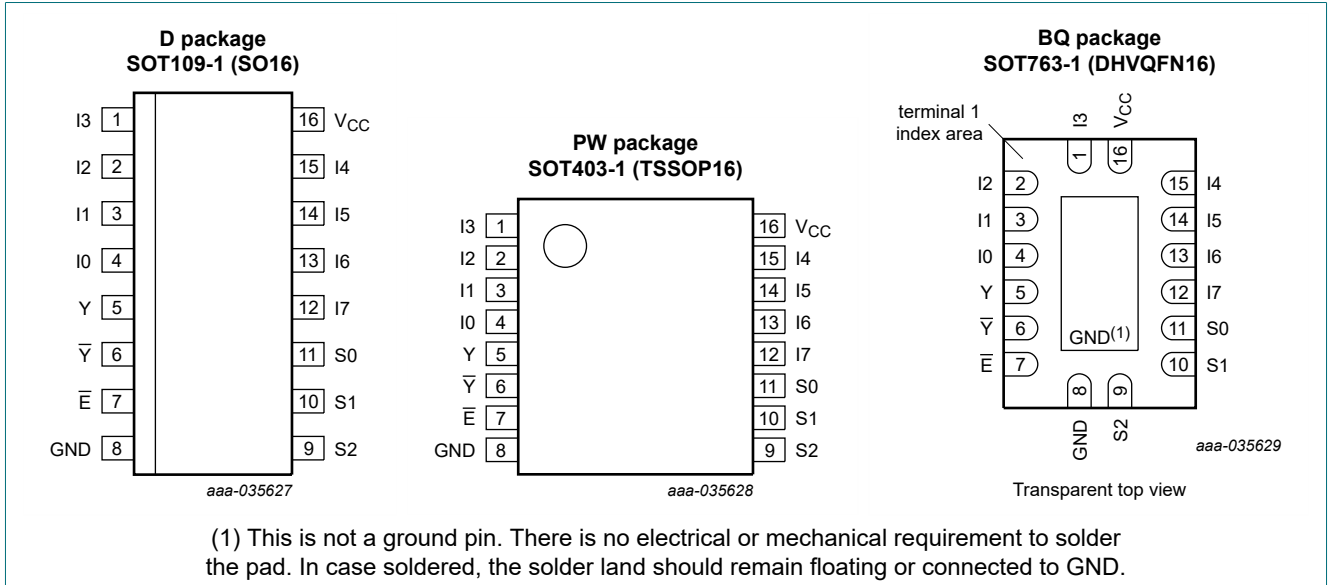 D package
SOT109-1 (SO16)
I3 1
I2 2
I1 3
I0 4
Y 5
Y̅ 6
E̅ 7
GND 8
16 VCC
15 I4
14 I5
13 I6
12 I7
11 S0
10 S1
9 S2
aaa-035627
PW package
SOT403-1 (TSSOP16)
I3 1
I2 2
I1 3
I0 4
Y 5
Y̅ 6
E̅ 7
GND 8
16 VCC
15 I4
14 I5
13 I6
12 I7
11 S0
10 S1
9 S2
aaa-035628
BQ package
SOT763-1 (DHVQFN16)
terminal 1
index area
I3 1
VCC 16
I2 2
I1 3
I0 4
Y 5
Y̅ 6
E̅ 7
15 I4
14 I5
13 I6
12 I7
11 S0
10 S1
GND(1)
8 GND
9 S2
aaa-035629
Transparent top view
(1) This is not a ground pin. There is no electrical or mechanical requirement to solder
the pad. In case soldered, the solder land should remain floating or connected to GND.